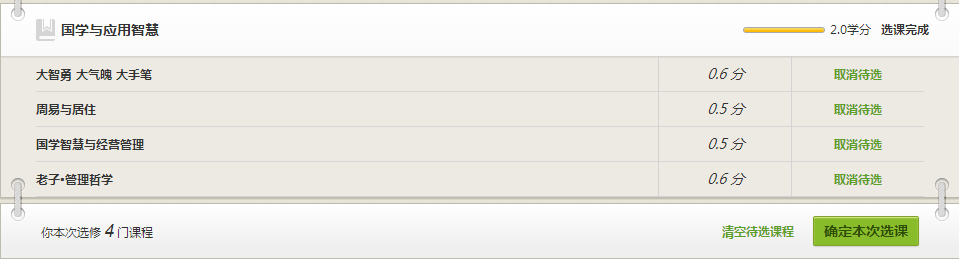 国学与应用智慧 2.0学分 选课完成
大智勇 大气魄 大手笔 0.6 分 取消待选
周易与居住 0.5 分 取消待选
国学智慧与经营管理 0.5 分 取消待选
老子·管理哲学 0.6 分 取消待选
你本次选修 4 门课程 清空待选课程 确定本次选课